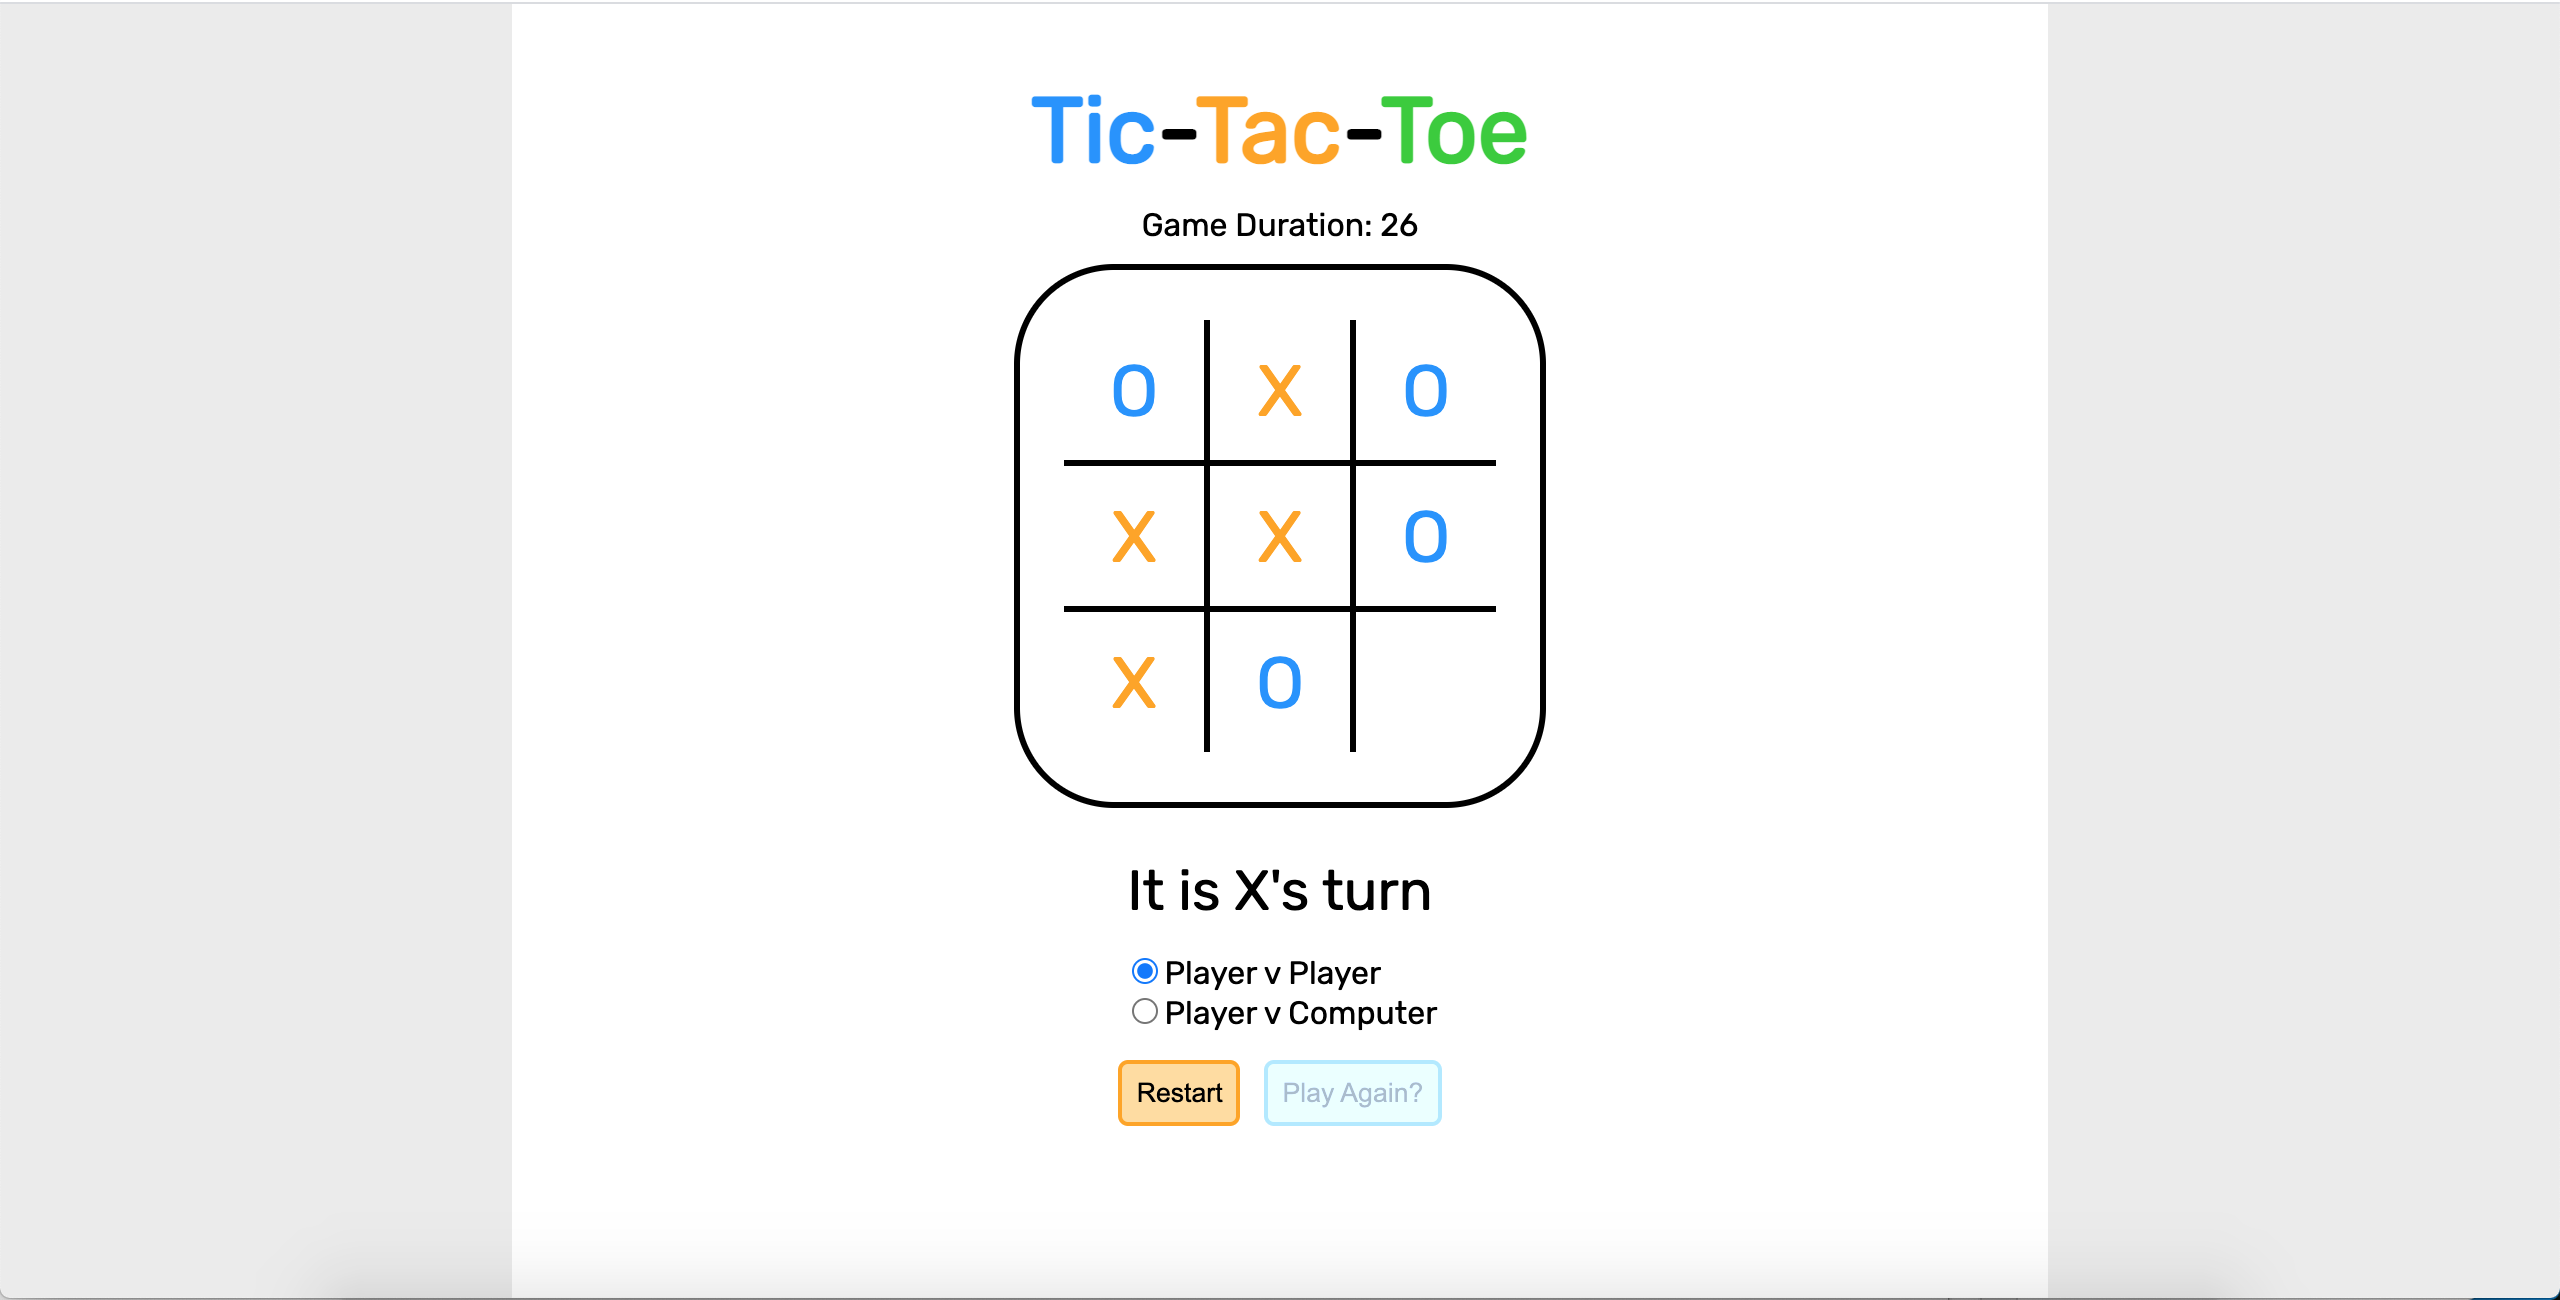 Tic-Tac-Toe
Game Duration: 26
O X O
X X O
X O
It is X's turn
Player v Player
Player v Computer
Restart Play Again?